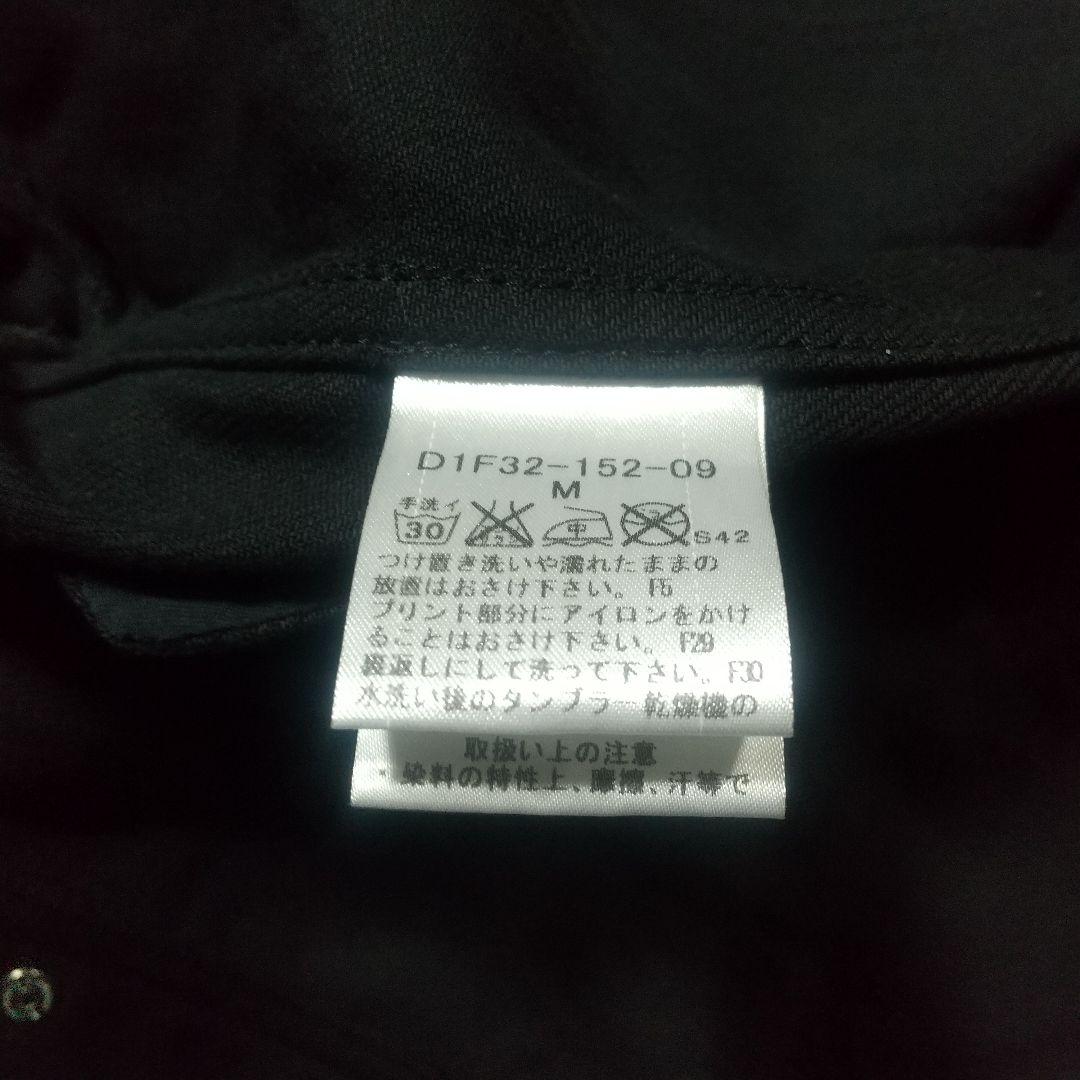 D1F32-152-09
M
手洗イ
30 中 S42
つけ置き洗いや濡れたままの
放置はおさけ下さい。 F5
プリント部分にアイロンをかけ
ることはおさけ下さい。 F29
裏返しにして洗って下さい。F30
水洗い後のタンブラー乾燥機の
取扱い上の注意
・染料の特性上、摩擦、汗等で